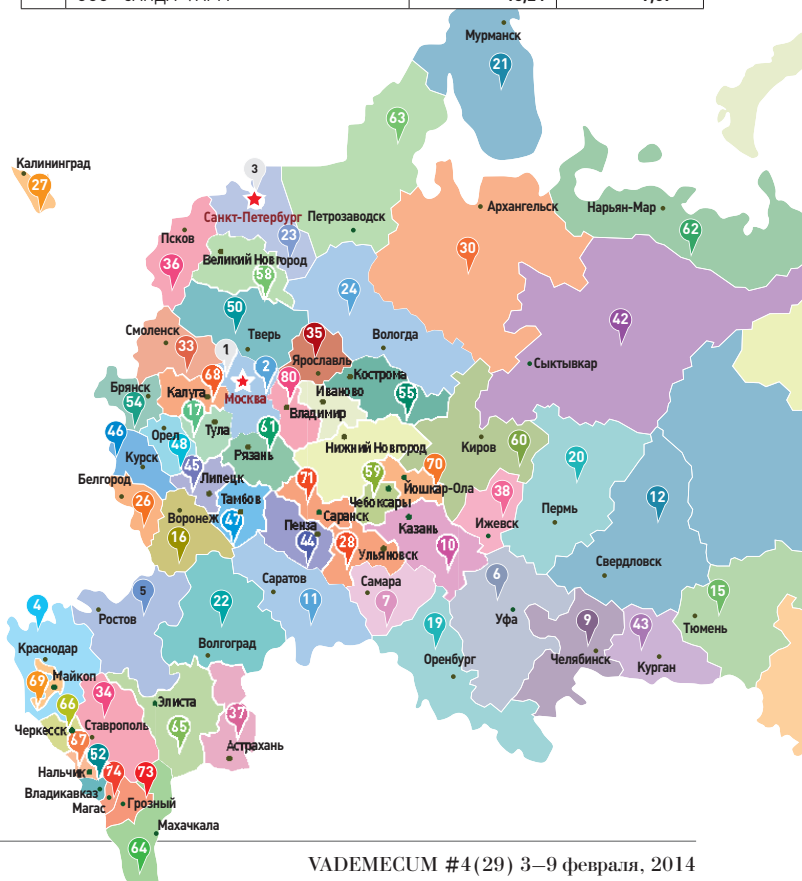 Мурманск
21
63
Калининград
27
3
Санкт-Петербург
Петрозаводск
Архангельск
Нарьян-Мар
23
62
Псков
36
Великий Новгород
58
30
24
42
50
Тверь
Смоленск
33
35
Вологда
1
2
68
Ярославль
80
Кострома
Сыктывкар
Брянск
54
Калуга
Москва
Иваново
55
17
Владимир
46
Орел
48
Тула
61
Нижний Новгород
Киров
60
20
Курск
45
Рязань
59
70
Белгород
Липецк
71
Йошкар-Ола
38
12
26
Тамбов
Чебоксары
Воронеж
47
Саранск
Казань
Пермь
16
Пенза
44
28
Ульяновск
10
Ижевск
Свердловск
Саратов
Самара
6
15
4
5
22
11
7
19
Уфа
9
43
Тюмень
Ростов
Краснодар
Волгоград
Оренбург
Челябинск
Курган
69
Майкоп
34
66
Элиста
37
Черкесск
Ставрополь
65
67
52
Астрахань
Нальчик
74
73
Владикавказ
Магас
Грозный
Махачкала
64
VADEMECUM #4(29) 3–9 февраля, 2014